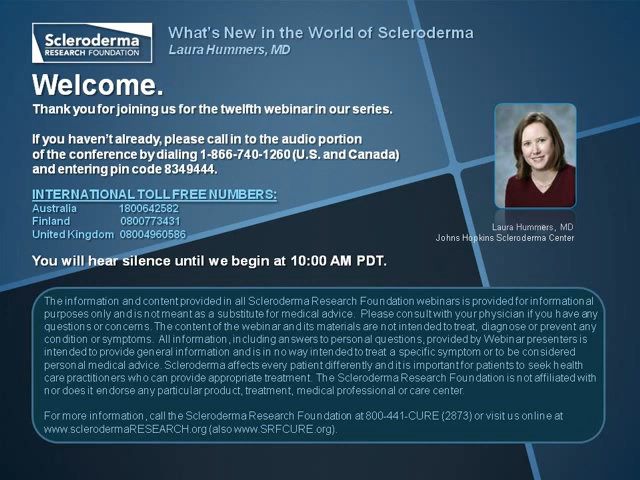 Scleroderma
RESEARCH FOUNDATION
What's New in the World of Scleroderma
Laura Hummers, MD
Welcome.
Thank you for joining us for the twelfth webinar in our series.
If you haven't already, please call in to the audio portion
of the conference by dialing 1-866-740-1260 (U.S. and Canada)
and entering pin code 8349444.
INTERNATIONAL TOLL FREE NUMBERS:
Australia 1800642582
Finland 0800773431
United Kingdom 08004960586
Laura Hummers, MD
Johns Hopkins Scleroderma Center
You will hear silence until we begin at 10:00 AM PDT.
The information and content provided in all Scleroderma Research Foundation webinars is provided for informational
purposes only and is not meant as a substitute for medical advice. Please consult with your physician if you have any
questions or concerns. The content of the webinar and its materials are not intended to treat, diagnose or prevent any
condition or symptoms. All information, including answers to personal questions, provided by Webinar presenters is
intended to provide general information and is in no way intended to treat a specific symptom or to be considered
personal medical advice. Scleroderma affects every patient differently and it is important for patients to seek health
care practitioners who can provide appropriate treatment. The Scleroderma Research Foundation is not affiliated with
nor does it endorse any particular product, treatment, medical professional or care center.
For more information, call the Scleroderma Research Foundation at 800-441-CURE (2873) or visit us online at
www.sclerodermaRESEARCH.org (also www.SRFCURE.org).